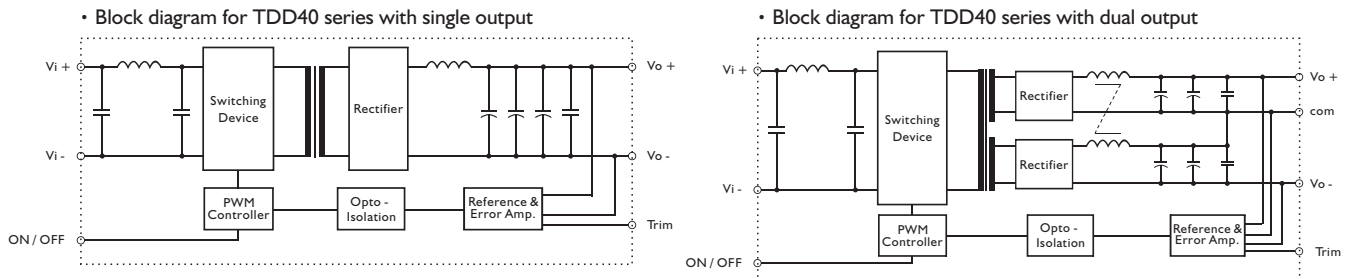 • Block diagram for TDD40 series with single output
Vi +
Switching
Device
Rectifier
Vo +
Vi -
Vo -
PWM
Controller
Opto -
Isolation
Reference &
Error Amp.
Trim
ON / OFF
• Block diagram for TDD40 series with dual output
Vi +
Switching
Device
Rectifier
Vo +
com
Rectifier
Vi -
Vo -
PWM
Controller
Opto -
Isolation
Reference &
Error Amp.
Trim
ON / OFF